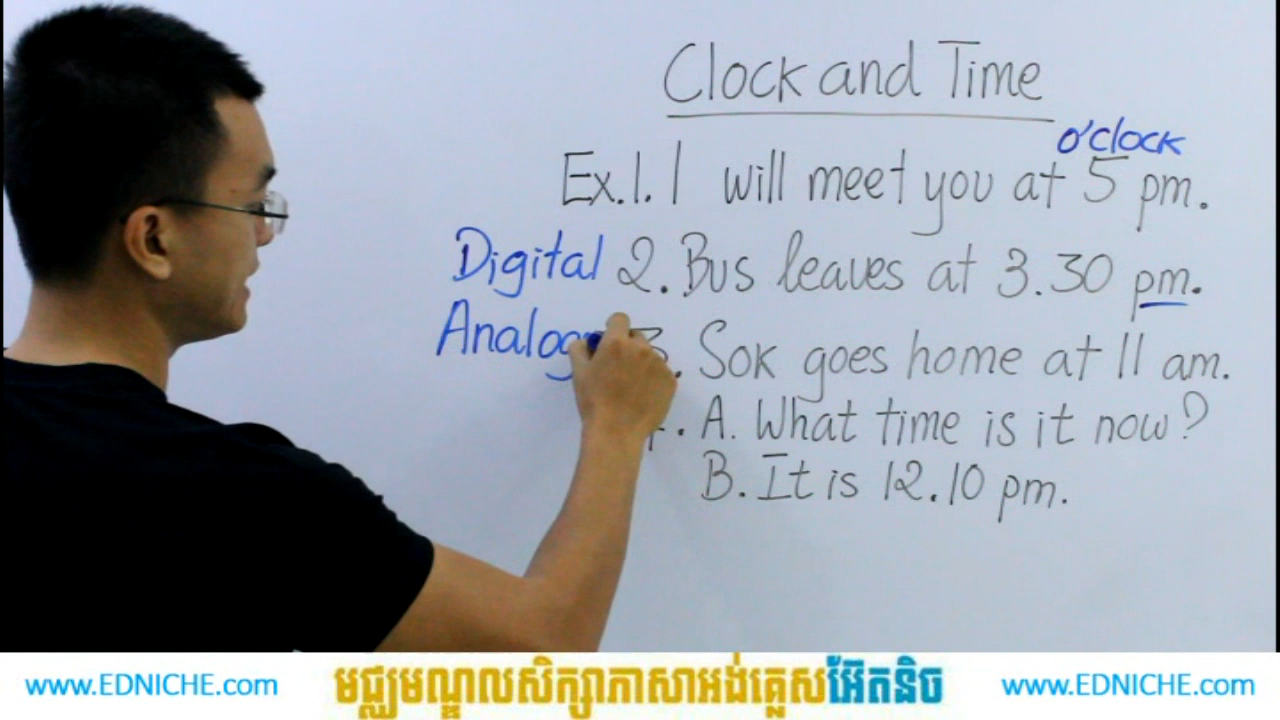 Clock and Time
o'clock
Ex.1. I will meet you at 5 pm.
Digital 2. Bus leaves at 3.30 pm.
Analog 3. Sok goes home at 11 am.
4. A. What time is it now?
B. It is 12.10 pm.
www.EDNICHE.com មជ្ឈមណ្ឌលសិក្សាភាសាអង់គ្លេសអ៊ែតនិច www.EDNICHE.com